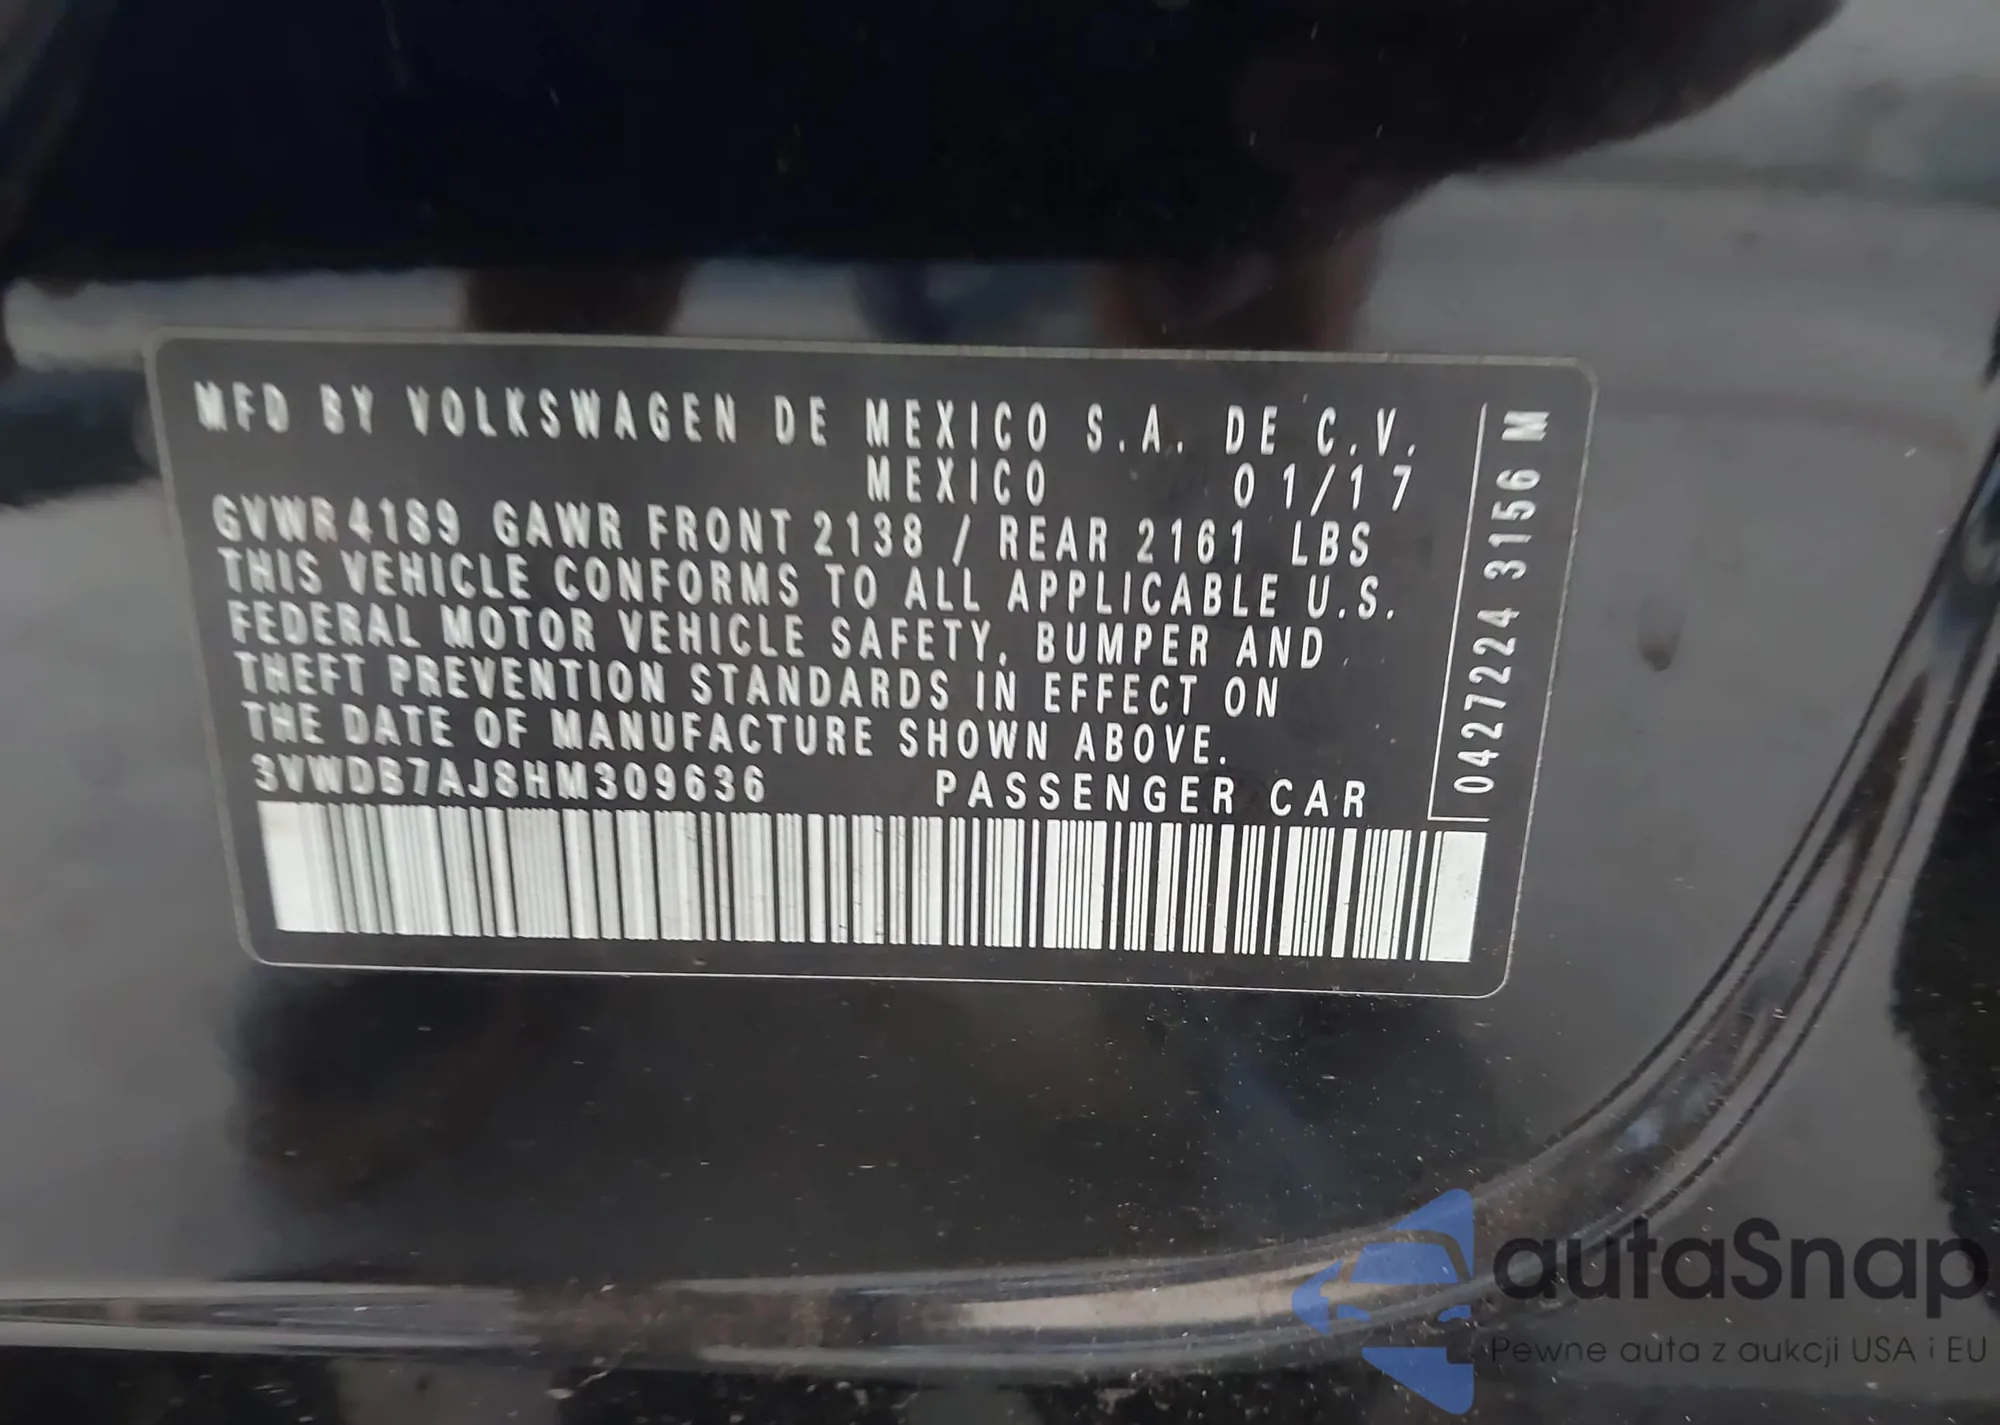 MFD BY VOLKSWAGEN DE MEXICO S.A. DE C.V.
MEXICO 01/17
GVWR 4189 GAWR FRONT 2138 / REAR 2161 LBS
THIS VEHICLE CONFORMS TO ALL APPLICABLE U.S.
FEDERAL MOTOR VEHICLE SAFETY, BUMPER AND
THEFT PREVENTION STANDARDS IN EFFECT ON
THE DATE OF MANUFACTURE SHOWN ABOVE.
3VWDB7AJ8HM309636 PASSENGER CAR
0427224 3156 M
autaSnap
Pewne auta z aukcji USA i EU